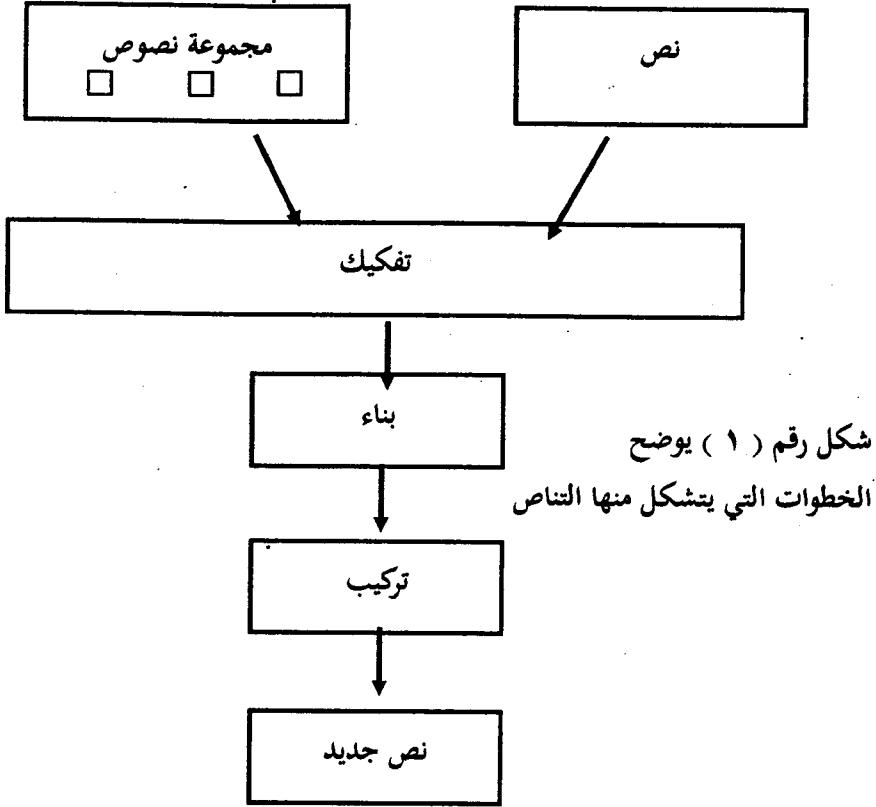 نص
مجموعة نصوص
تفكيك
بناء
شكل رقم ( ١ ) يوضح
الخطوات التي يتشكل منها التناص
تركيب
نص جديد